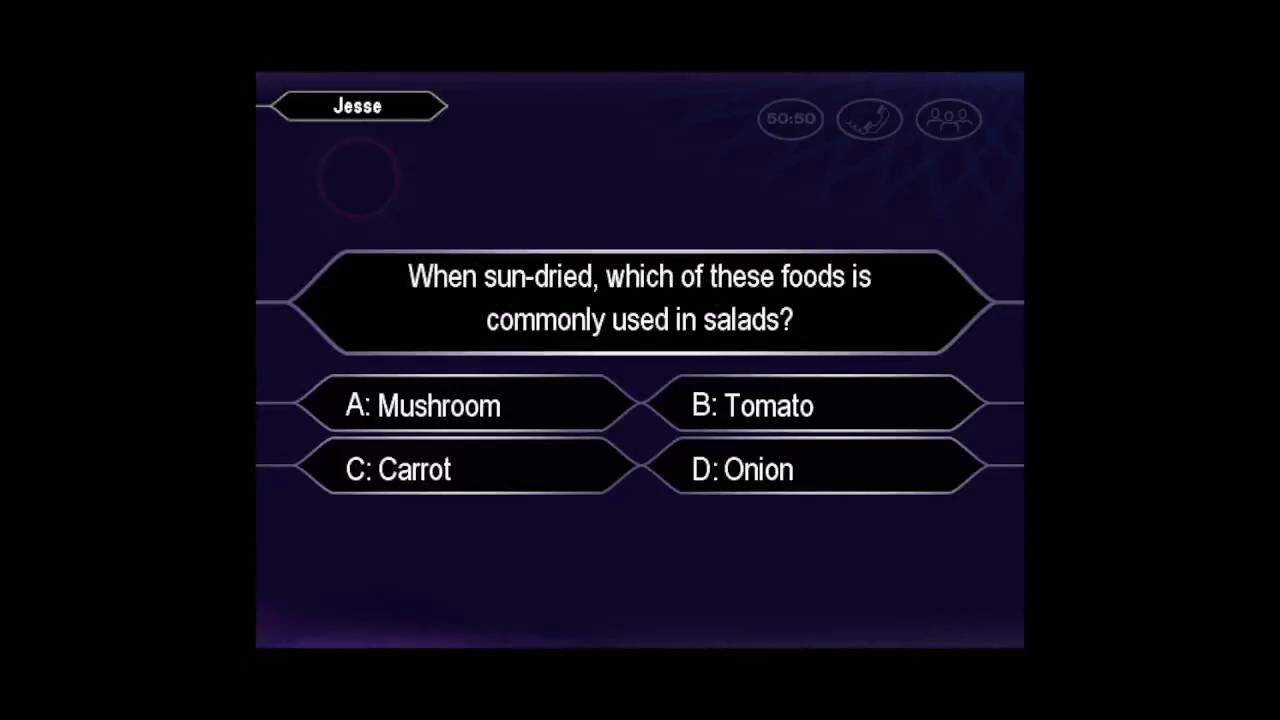 Jesse
50:50
When sun-dried, which of these foods is
commonly used in salads?
A: Mushroom
B: Tomato
C: Carrot
D: Onion